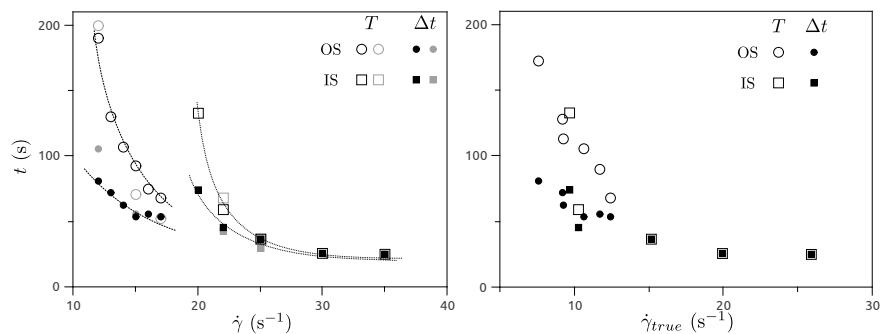 200
100
0
t (s)
T Δt
OS
IS
10 20 30 40
γ̇ (s⁻¹)
200
100
0
T Δt
OS
IS
10 20 30
γ̇true (s⁻¹)